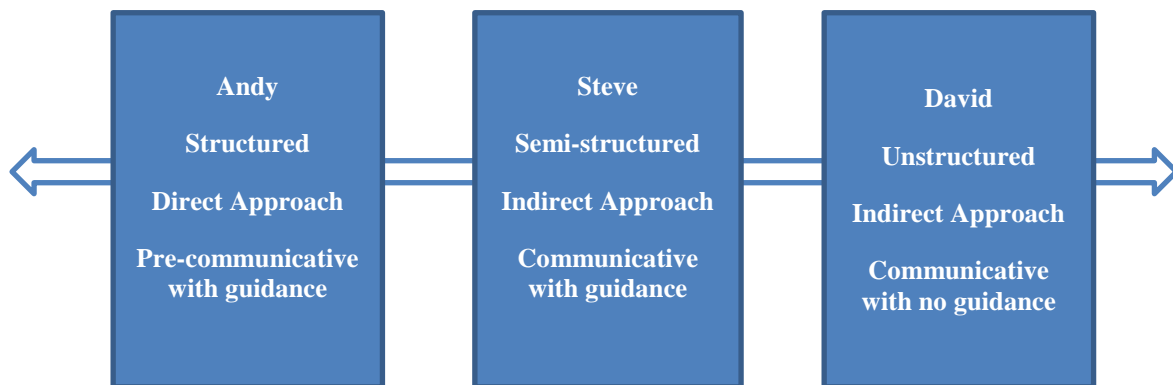 Andy
Structured
Direct Approach
Pre-communicative
with guidance
Steve
Semi-structured
Indirect Approach
Communicative
with guidance
David
Unstructured
Indirect Approach
Communicative
with no guidance